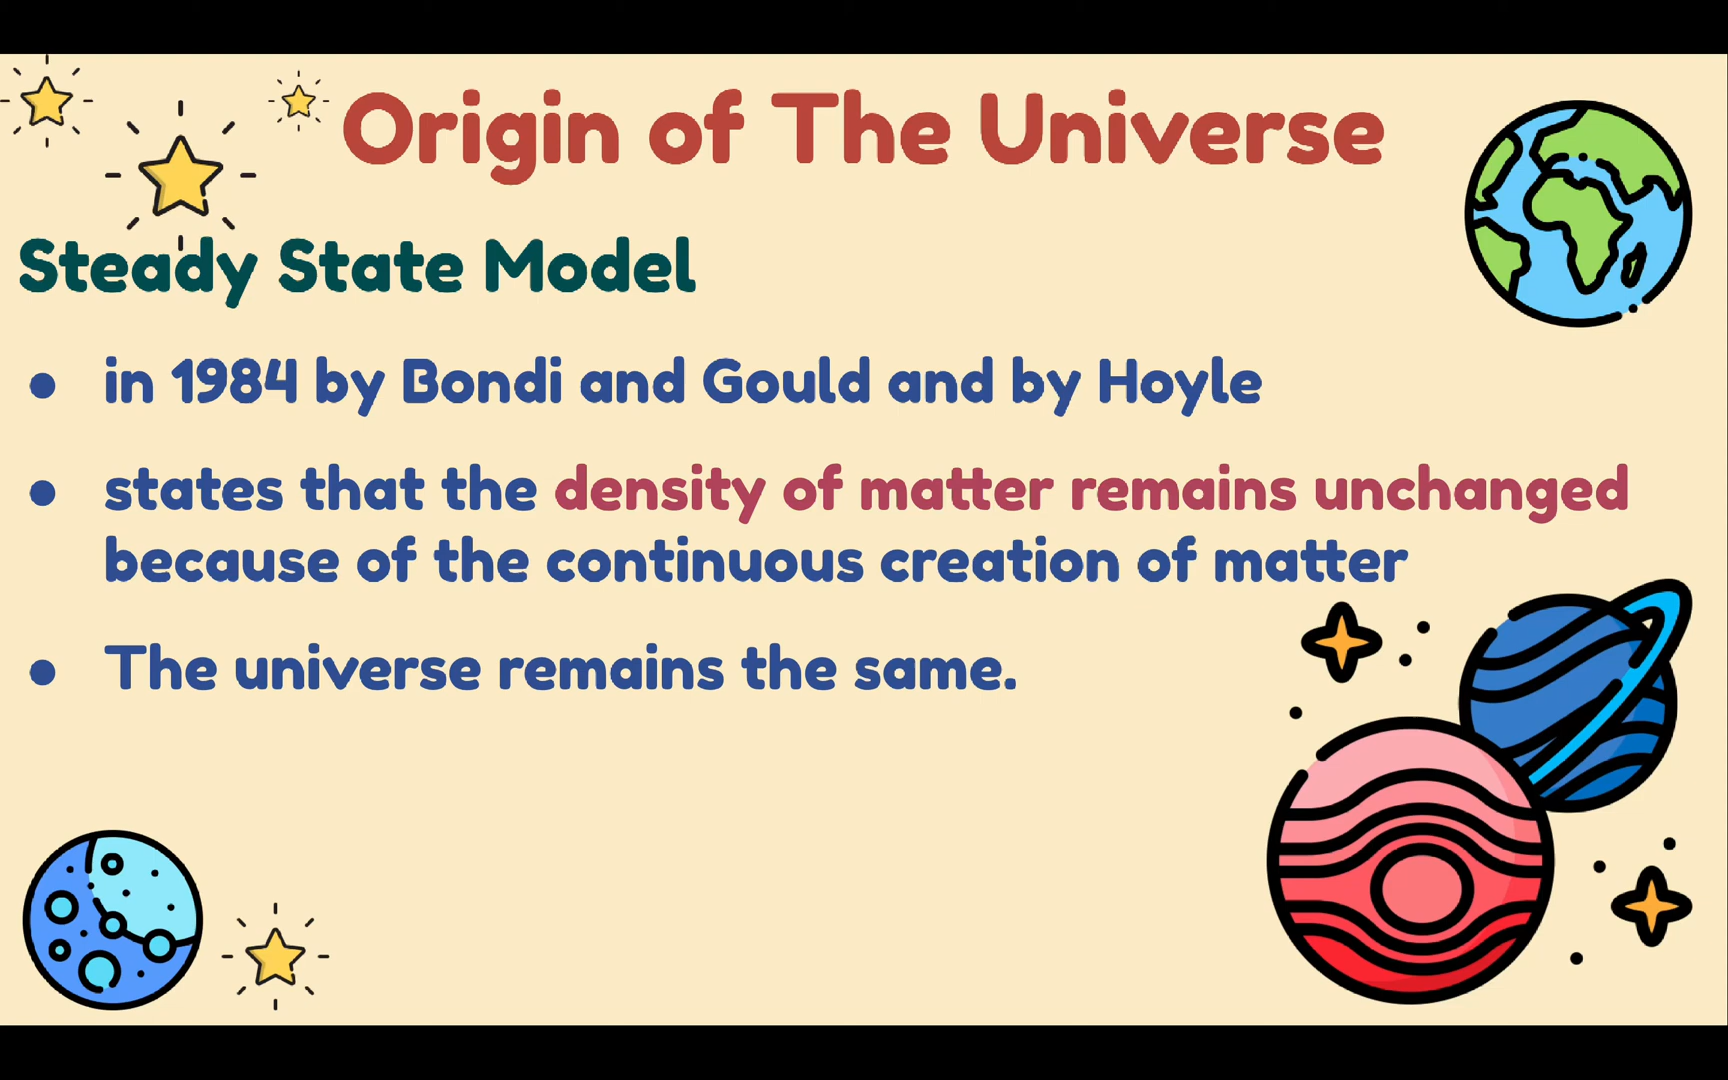 Origin of The Universe
Steady State Model
● in 1984 by Bondi and Gould and by Hoyle
● states that the density of matter remains unchanged
because of the continuous creation of matter
● The universe remains the same.